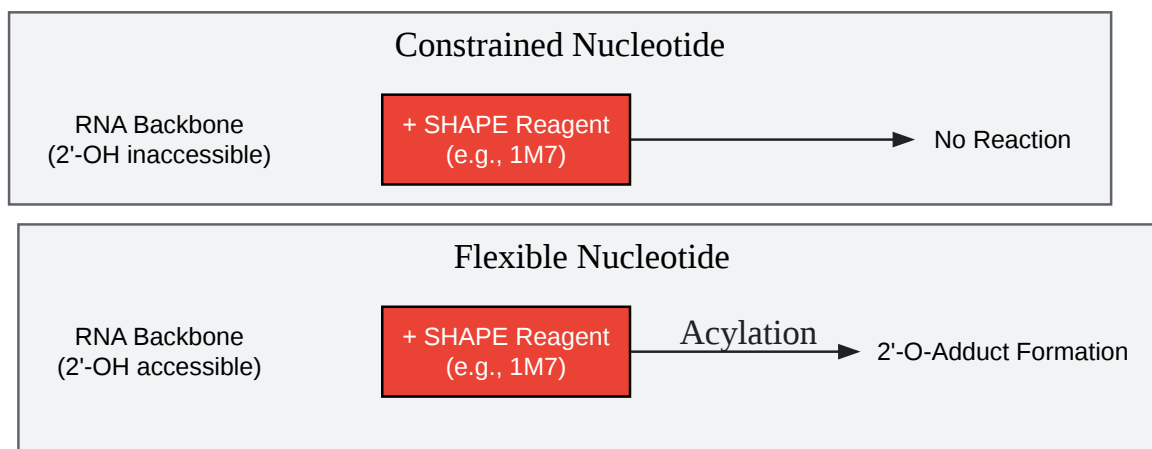 Constrained Nucleotide
RNA Backbone
(2'-OH inaccessible)
+ SHAPE Reagent
(e.g., 1M7)
No Reaction
Flexible Nucleotide
RNA Backbone
(2'-OH accessible)
+ SHAPE Reagent
(e.g., 1M7)
Acylation
2'-O-Adduct Formation